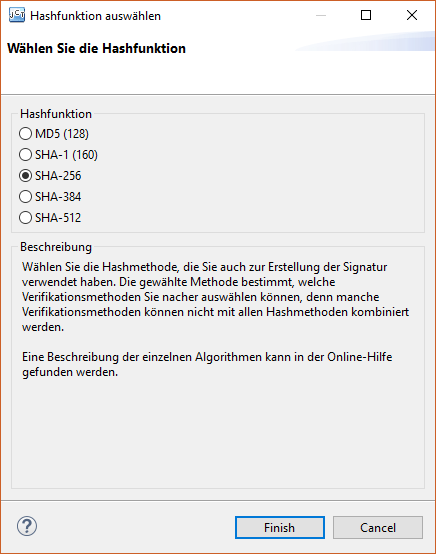 JCT Hashfunktion auswählen
Wählen Sie die Hashfunktion
Hashfunktion
MD5 (128)
SHA-1 (160)
SHA-256
SHA-384
SHA-512
Beschreibung
Wählen Sie die Hashmethode, die Sie auch zur Erstellung der Signatur
verwendet haben. Die gewählte Methode bestimmt, welche
Verifikationsmethoden Sie nacher auswählen können, denn manche
Verifikationsmethoden können nicht mit allen Hashmethoden kombiniert
werden.
Eine Beschreibung der einzelnen Algorithmen kann in der Online-Hilfe
gefunden werden.
? Finish Cancel